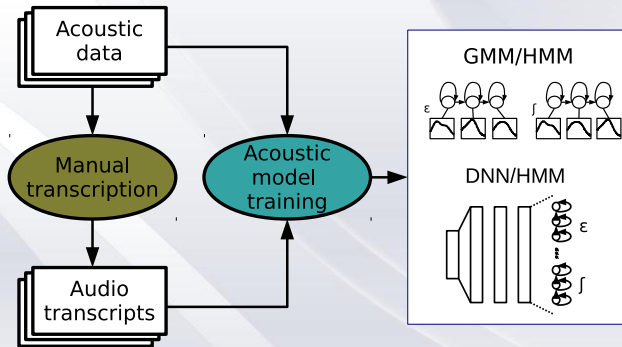 Acoustic
data
Manual
transcription
Audio
transcripts
Acoustic
model
training
GMM/HMM
ε
ʃ
DNN/HMM
ε
ʃ